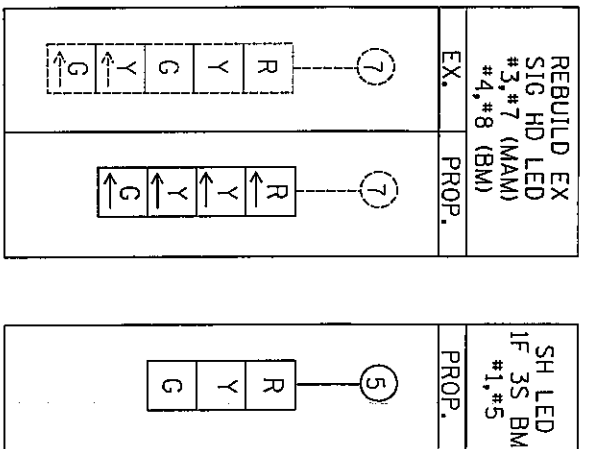 REBUILD EX
SIG HD LED
#3,#7 (MAM)
#4,#8 (BM)
EX.
PROP.
7
R
Y
G
Y
G
7
R
Y
Y
G
SH LED
1F 3S BM
#1,#5
PROP.
5
R
Y
G